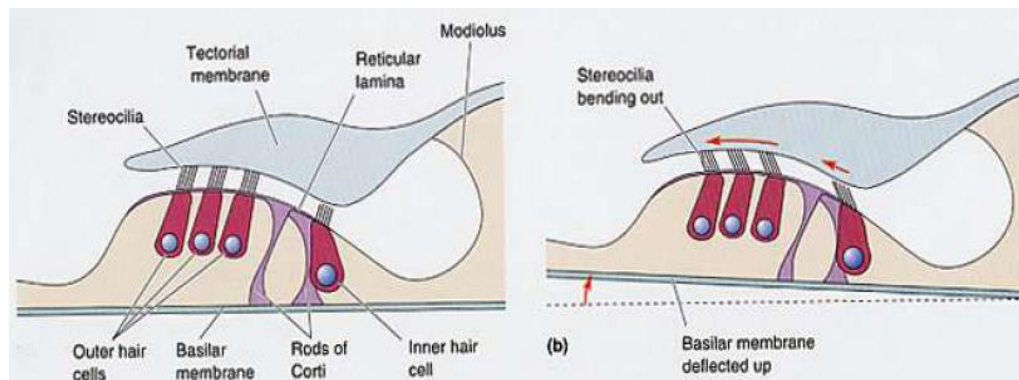 Modiolus
Tectorial
membrane
Reticular
lamina
Stereocilia
Outer hair
cells
Basilar
membrane
Rods of
Corti
Inner hair
cell
Stereocilia
bending out
(b)
Basilar membrane
deflected up